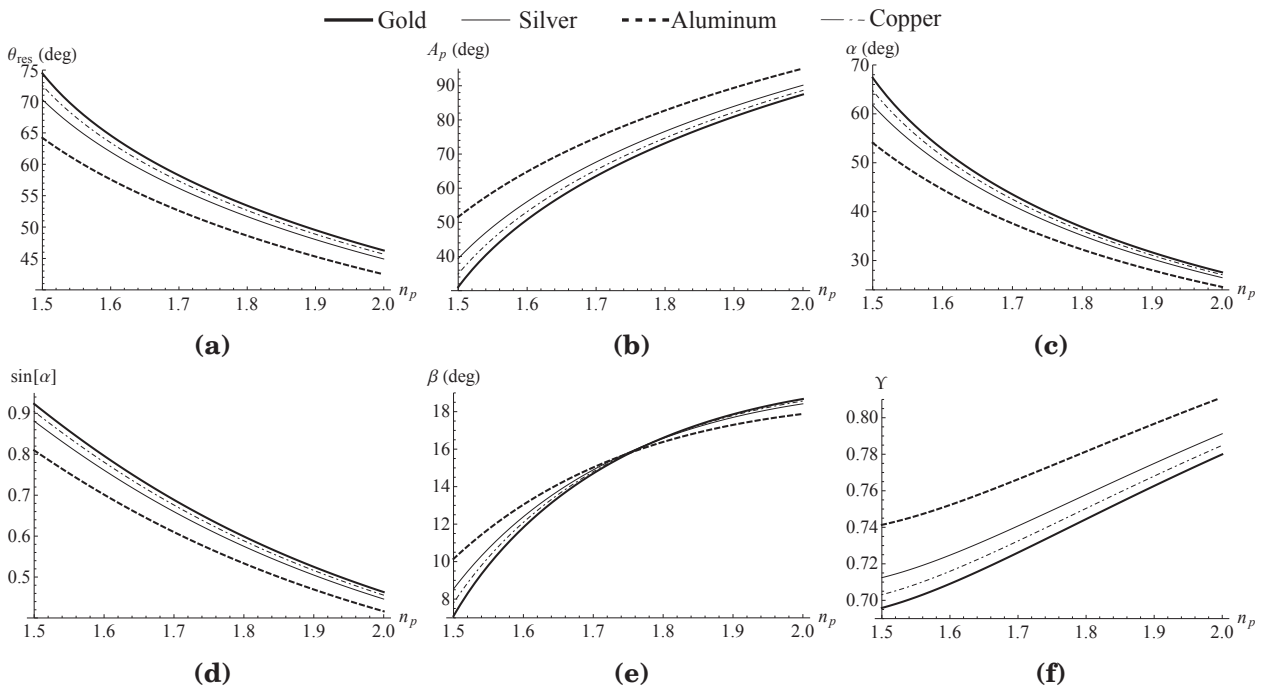 Gold Silver Aluminum Copper
θres (deg)
75
70
65
60
55
50
45
1.5 1.6 1.7 1.8 1.9 2.0 np
(a)
Ap (deg)
90
80
70
60
50
40
1.5 1.6 1.7 1.8 1.9 2.0 np
(b)
α (deg)
70
60
50
40
30
1.5 1.6 1.7 1.8 1.9 2.0 np
(c)
sin[α]
0.9
0.8
0.7
0.6
0.5
1.5 1.6 1.7 1.8 1.9 2.0 np
(d)
β (deg)
18
16
14
12
10
8
1.5 1.6 1.7 1.8 1.9 2.0 np
(e)
ϒ
0.80
0.78
0.76
0.74
0.72
0.70
1.5 1.6 1.7 1.8 1.9 2.0 np
(f)